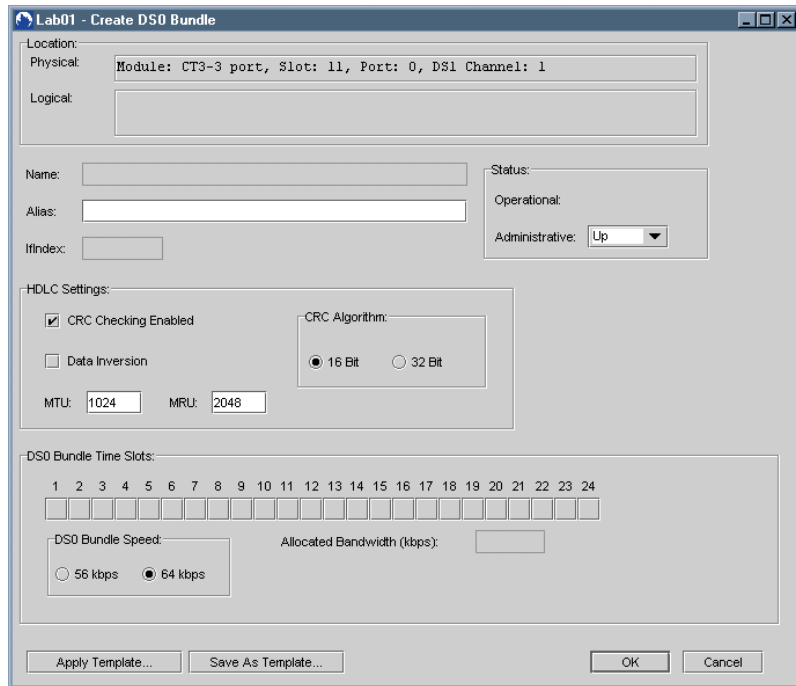 Lab01 - Create DS0 Bundle
Location:
Physical: Module: CT3-3 port, Slot: 11, Port: 0, DS1 Channel: 1
Logical:
Name:
Alias:
IfIndex:
Status:
Operational:
Administrative: Up
HDLC Settings:
CRC Checking Enabled
Data Inversion
CRC Algorithm:
16 Bit 32 Bit
MTU: 1024 MRU: 2048
DS0 Bundle Time Slots:
1 2 3 4 5 6 7 8 9 10 11 12 13 14 15 16 17 18 19 20 21 22 23 24
DS0 Bundle Speed:
56 kbps 64 kbps
Allocated Bandwidth (kbps):
Apply Template... Save As Template... OK Cancel